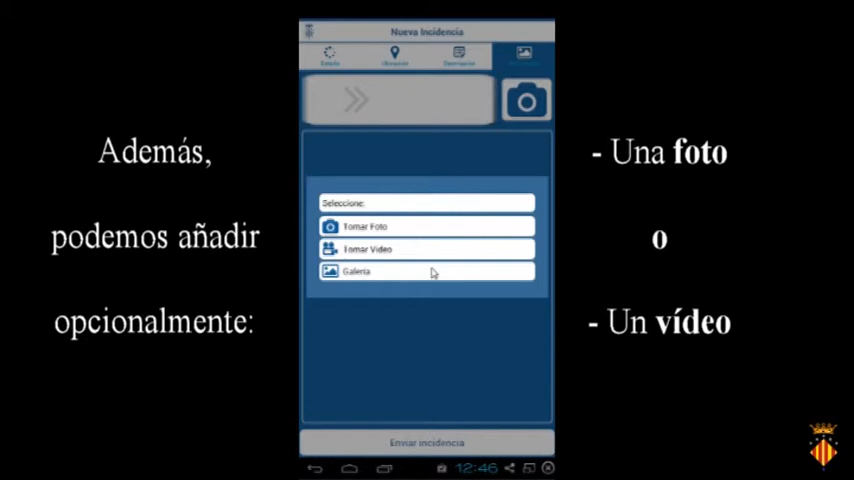 Nueva Incidencia
Ubicación
Descripción
Además,
podemos añadir
opcionalmente:
Seleccione:
Tomar Foto
Tomar Video
Galería
- Una foto
o
- Un vídeo
Enviar incidencia
12:46